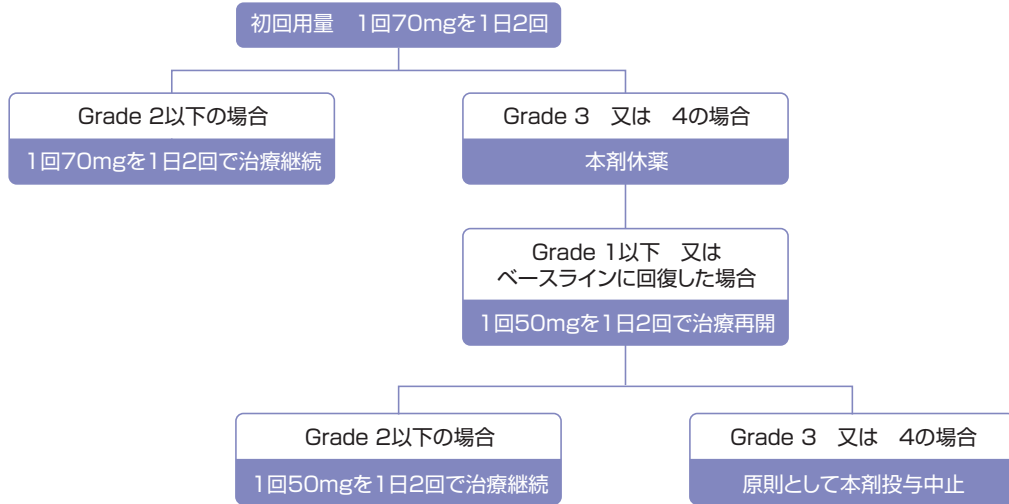 初回用量　1回70mgを1日2回
Grade 2以下の場合
1回70mgを1日2回で治療継続
Grade 3　又は　4の場合
本剤休薬
Grade 1以下　又は
ベースラインに回復した場合
1回50mgを1日2回で治療再開
Grade 2以下の場合
1回50mgを1日2回で治療継続
Grade 3　又は　4の場合
原則として本剤投与中止